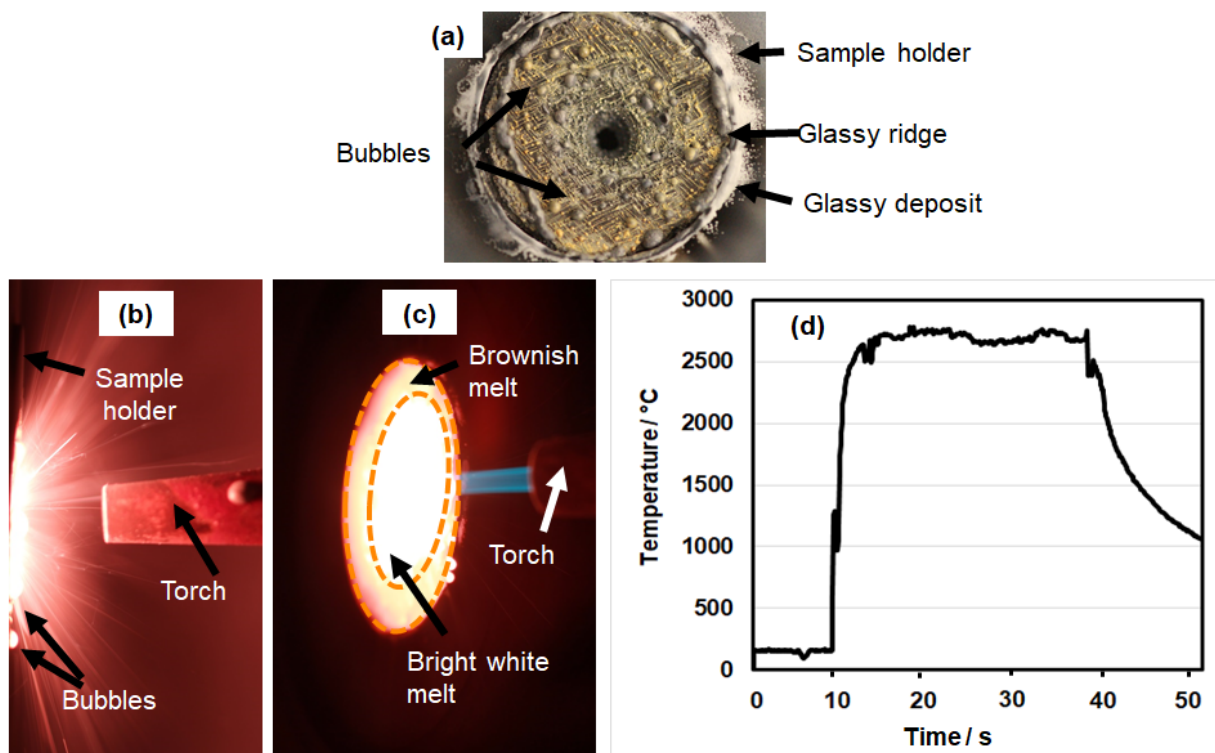 (a)
Sample holder
Bubbles
Glassy ridge
Glassy deposit
(b)
Sample
holder
Torch
Bubbles
(c)
Brownish
melt
Torch
Bright white
melt
(d)
3000
2500
2000
1500
1000
500
0
Temperature / °C
0 10 20 30 40 50
Time / s